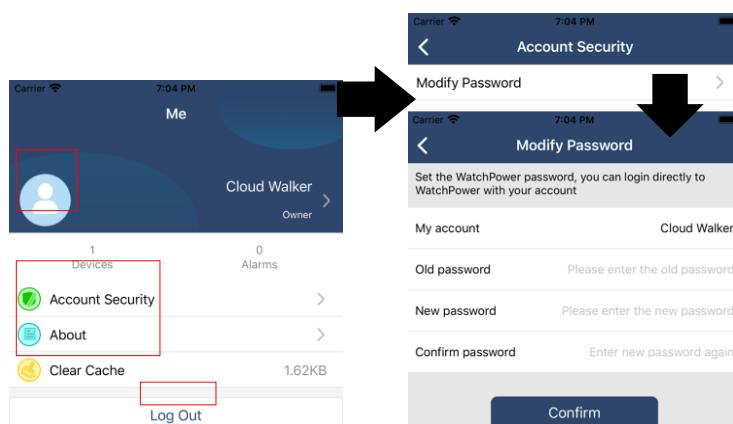 Carrier 7:04 PM
Me
Cloud Walker
Owner
1 0
Devices Alarms
Account Security
About
Clear Cache 1.62KB
Log Out
Carrier 7:04 PM
Account Security
Modify Password
Carrier 7:04 PM
Modify Password
Set the WatchPower password, you can login directly to
WatchPower with your account
My account Cloud Walker
Old password Please enter the old password
New password Please enter the new password
Confirm password Enter new password again
Confirm